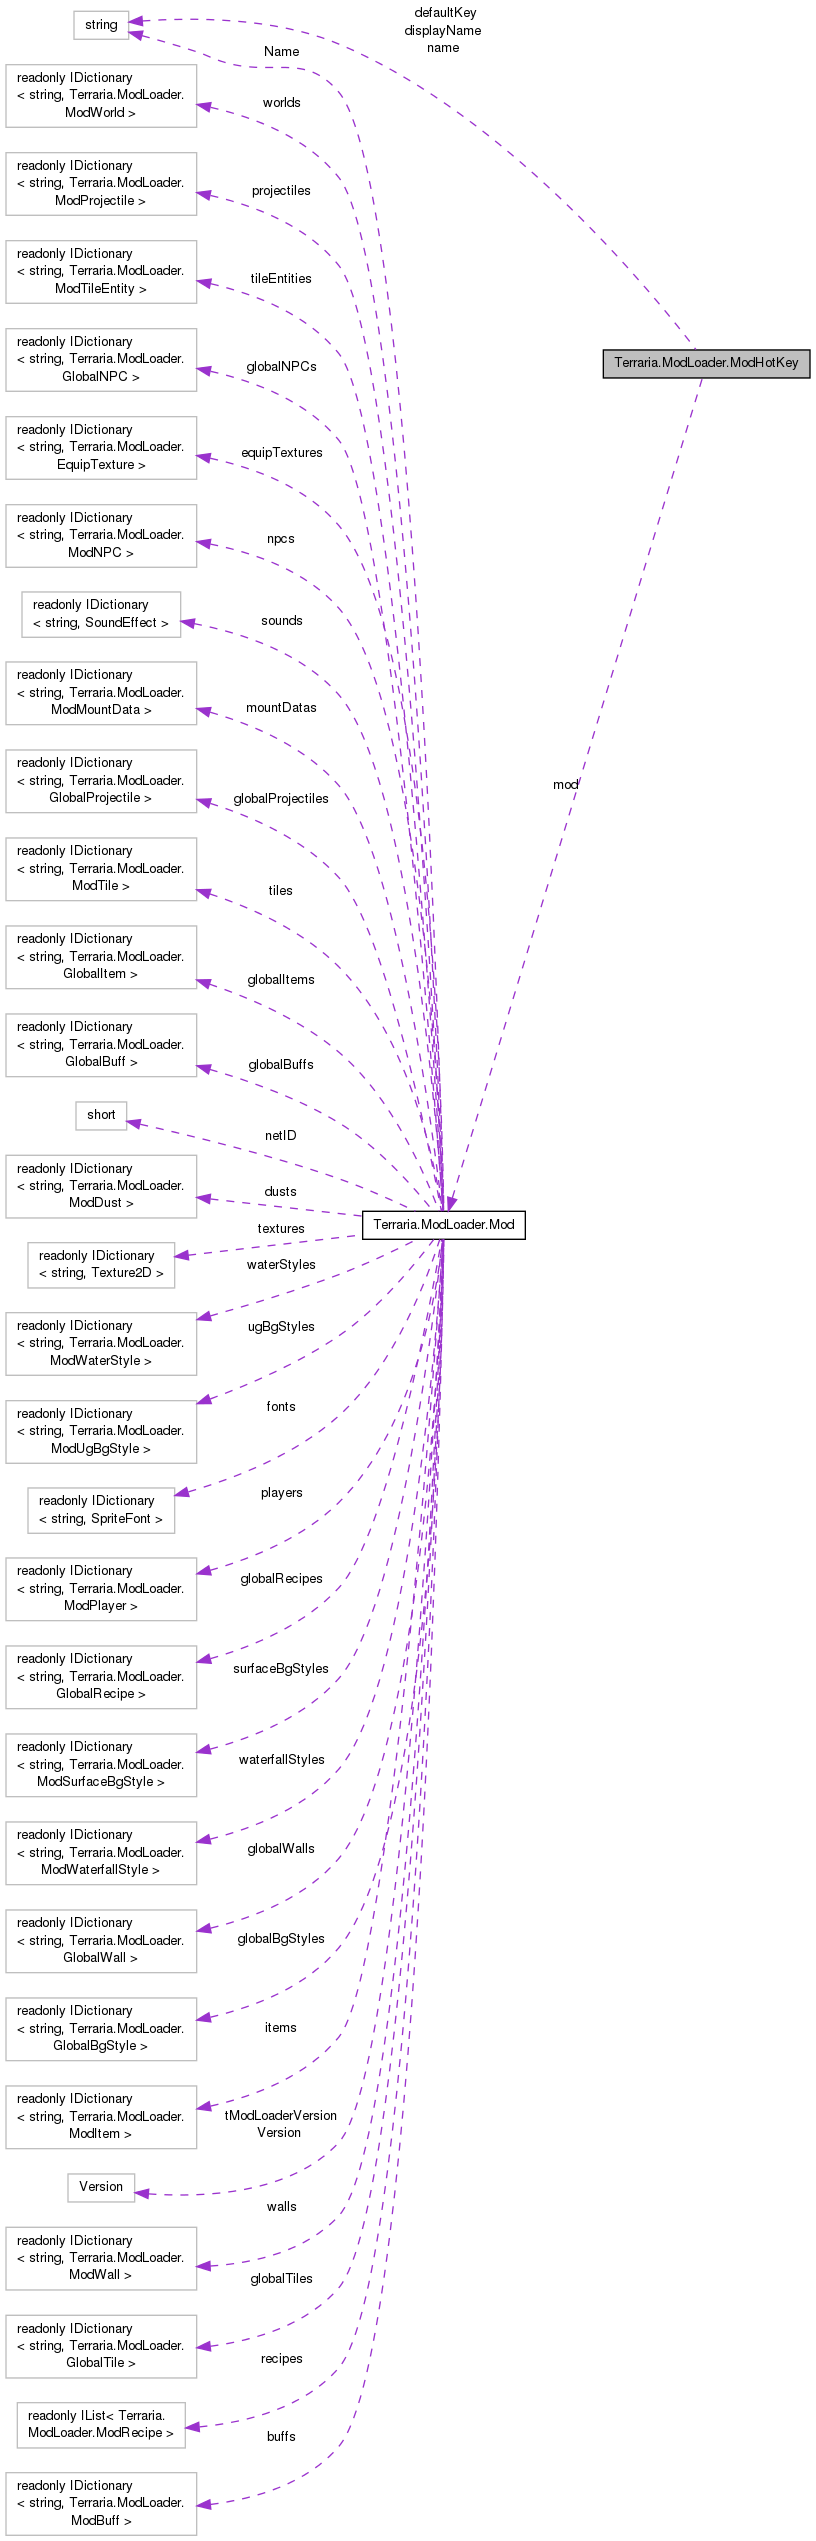 defaultKey
displayName
name
string
Name
readonly IDictionary
< string, Terraria.ModLoader.
ModWorld >
worlds
readonly IDictionary
< string, Terraria.ModLoader.
ModProjectile >
projectiles
readonly IDictionary
< string, Terraria.ModLoader.
ModTileEntity >
tileEntities
readonly IDictionary
< string, Terraria.ModLoader.
GlobalNPC >
globalNPCs
Terraria.ModLoader.ModHotKey
readonly IDictionary
< string, Terraria.ModLoader.
EquipTexture >
equipTextures
readonly IDictionary
< string, Terraria.ModLoader.
ModNPC >
npcs
readonly IDictionary
< string, SoundEffect >
sounds
readonly IDictionary
< string, Terraria.ModLoader.
ModMountData >
mountDatas
readonly IDictionary
< string, Terraria.ModLoader.
GlobalProjectile >
globalProjectiles
mod
readonly IDictionary
< string, Terraria.ModLoader.
ModTile >
tiles
readonly IDictionary
< string, Terraria.ModLoader.
GlobalItem >
globalItems
readonly IDictionary
< string, Terraria.ModLoader.
GlobalBuff >
globalBuffs
short
netID
readonly IDictionary
< string, Terraria.ModLoader.
ModDust >
dusts
Terraria.ModLoader.Mod
textures
readonly IDictionary
< string, Texture2D >
waterStyles
readonly IDictionary
< string, Terraria.ModLoader.
ModWaterStyle >
ugBgStyles
readonly IDictionary
< string, Terraria.ModLoader.
ModUgBgStyle >
fonts
readonly IDictionary
< string, SpriteFont >
players
readonly IDictionary
< string, Terraria.ModLoader.
ModPlayer >
globalRecipes
readonly IDictionary
< string, Terraria.ModLoader.
GlobalRecipe >
surfaceBgStyles
readonly IDictionary
< string, Terraria.ModLoader.
ModSurfaceBgStyle >
waterfallStyles
readonly IDictionary
< string, Terraria.ModLoader.
ModWaterfallStyle >
globalWalls
readonly IDictionary
< string, Terraria.ModLoader.
GlobalWall >
globalBgStyles
readonly IDictionary
< string, Terraria.ModLoader.
GlobalBgStyle >
items
readonly IDictionary
< string, Terraria.ModLoader.
ModItem >
tModLoaderVersion
Version
Version
walls
readonly IDictionary
< string, Terraria.ModLoader.
ModWall >
globalTiles
readonly IDictionary
< string, Terraria.ModLoader.
GlobalTile >
recipes
readonly IList< Terraria.
ModLoader.ModRecipe >
buffs
readonly IDictionary
< string, Terraria.ModLoader.
ModBuff >